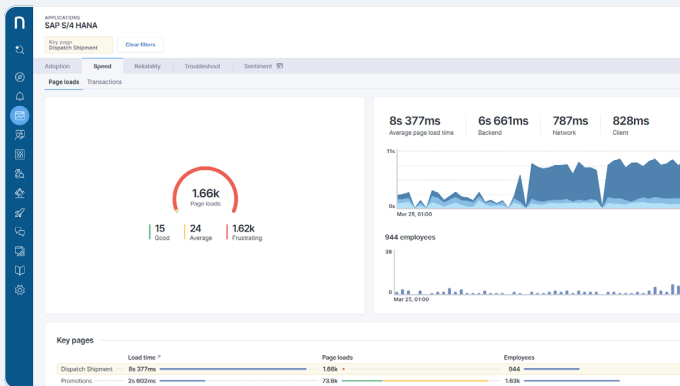 n
APPLICATIONS
SAP S/4 HANA
Key page
Dispatch Shipment
Clear filters
Adoption Speed Reliability Troubleshoot Sentiment
Page loads Transactions
1.66k
Page loads
15 Good
24 Average
1.62k Frustrating
8s 377ms 6s 661ms 787ms 828ms
Average page load time Backend Network Client
11s
0s
Mar 25, 01:00
944 employees
36
0
Mar 25, 01:00
Key pages
Load time Page loads Employees
Dispatch Shipment 8s 377ms 1.66k 944
Promotions 2s 602ms 73.6k 1.63k